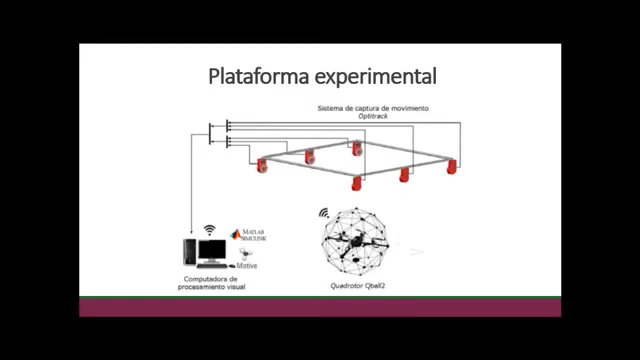 Plataforma experimental
Sistema de captura de movimiento
Optitrack
MATLAB
SIMULINK
Motive
Computadora de
procesamiento visual
Quadrotor Qball2